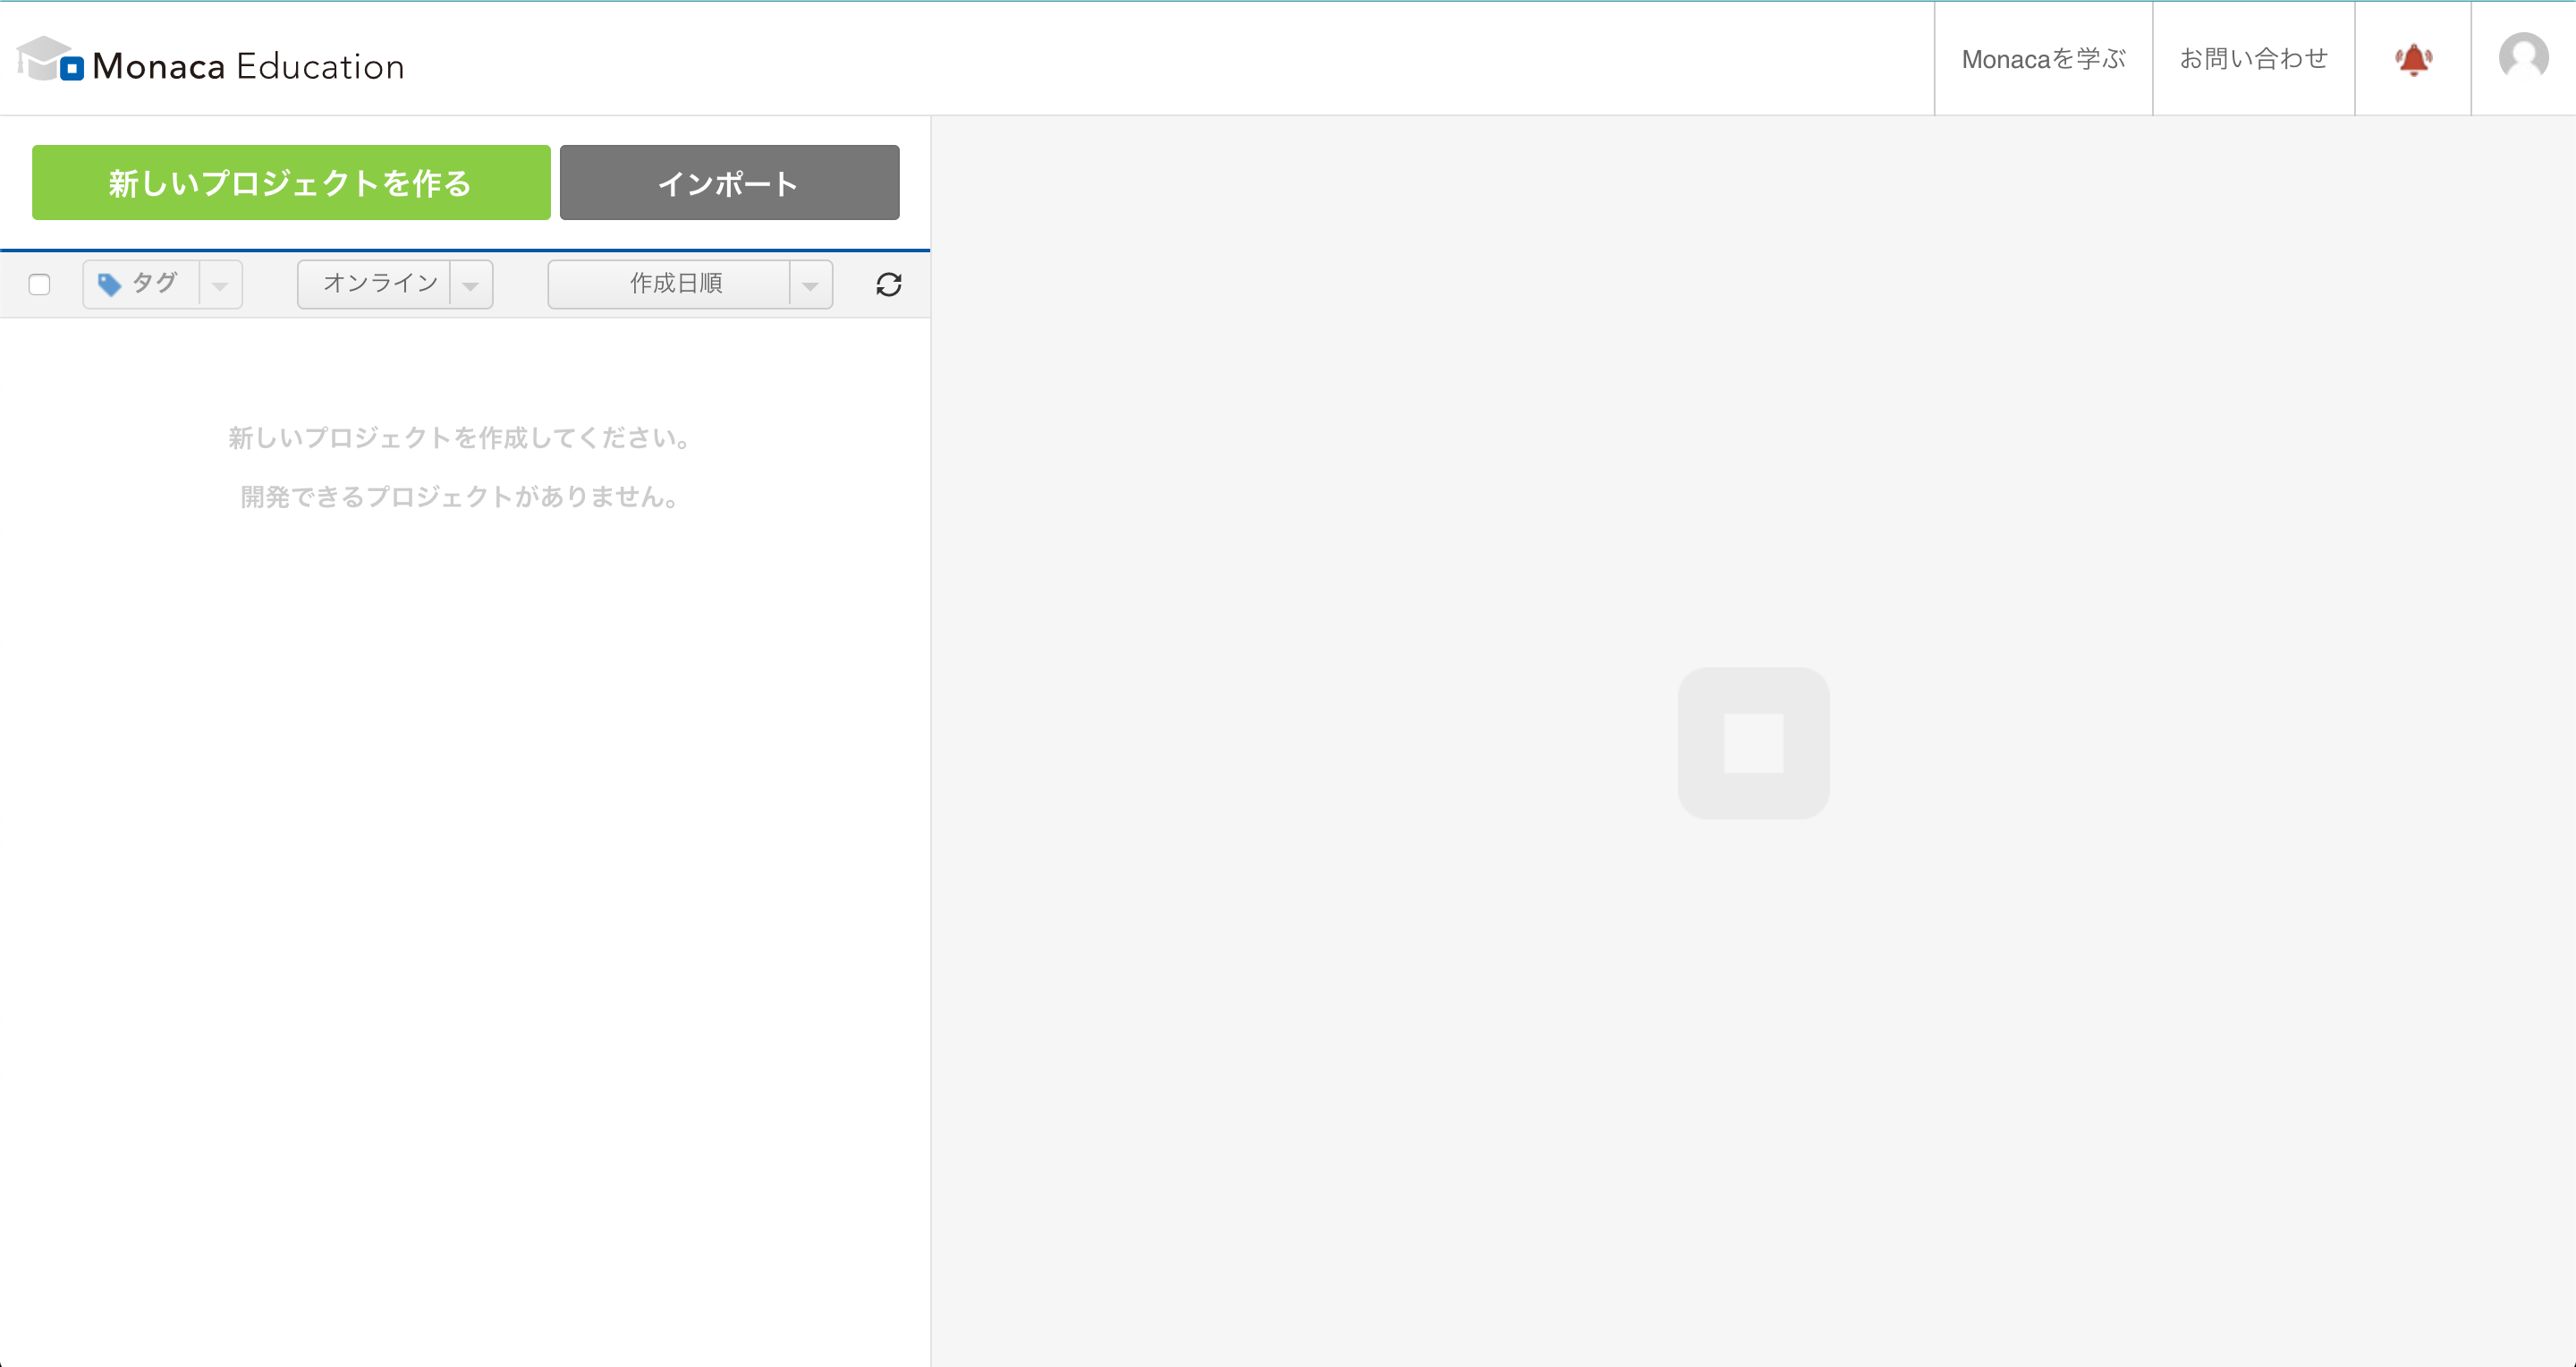 Monaca Education
Monacaを学ぶ
お問い合わせ
新しいプロジェクトを作る
インポート
タグ
オンライン
作成日順
新しいプロジェクトを作成してください。
開発できるプロジェクトがありません。